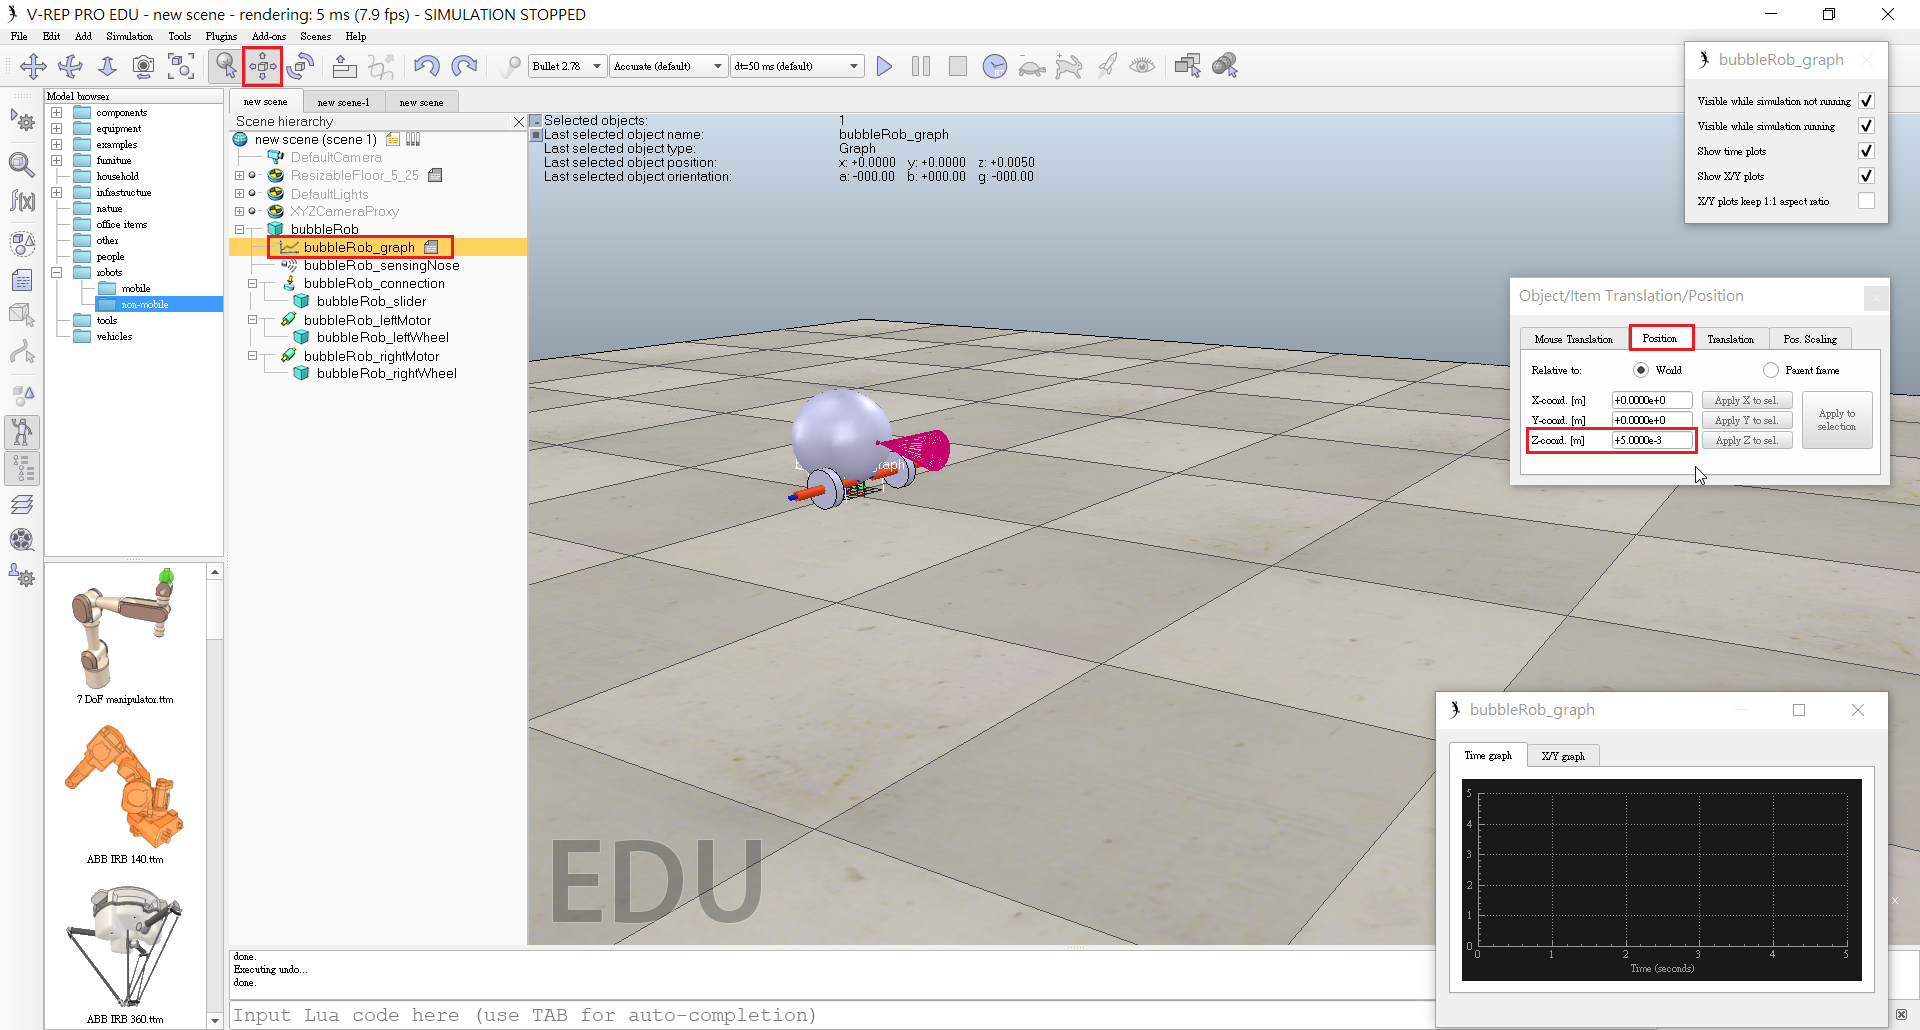 V-REP PRO EDU - new scene - rendering: 5 ms (7.9 fps) - SIMULATION STOPPED
File Edit Add Simulation Tools Plugins Add-ons Scenes Help
Bullet 2.78 Accurate (default) dt=50 ms (default)
Model browser
components
equipment
examples
furniture
household
infrastructure
nature
office items
other
people
robots
mobile
non-mobile
tools
vehicles
7 DoF manipulator.ttm
ABB IRB 140.ttm
ABB IRB 360.ttm
new scene new scene-1 new scene
Scene hierarchy
new scene (scene 1)
DefaultCamera
ResizableFloor_5_25
DefaultLights
XYZCameraProxy
bubbleRob
bubbleRob_graph
bubbleRob_sensingNose
bubbleRob_connection
bubbleRob_slider
bubbleRob_leftMotor
bubbleRob_leftWheel
bubbleRob_rightMotor
bubbleRob_rightWheel
Selected objects: 1
Last selected object name: bubbleRob_graph
Last selected object type: Graph
Last selected object position: x: +0.0000 y: +0.0000 z: +0.0050
Last selected object orientation: a: -000.00 b: +000.00 g: -000.00
EDU
bubbleRob_graph
Visible while simulation not running
Visible while simulation running
Show time plots
Show X/Y plots
X/Y plots keep 1:1 aspect ratio
Object/Item Translation/Position
Mouse Translation Position Translation Pos. Scaling
Relative to: World Parent frame
X-coord. [m] +0.0000e+0 Apply X to sel.
Y-coord. [m] +0.0000e+0 Apply Y to sel.
Z-coord. [m] +5.0000e-3 Apply Z to sel.
Apply to
selection
bubbleRob_graph
Time graph X/Y graph
5
4
3
2
1
0
0 1 2 3 4 5
Time (seconds)
done.
Executing undo...
done.
Input Lua code here (use TAB for auto-completion)